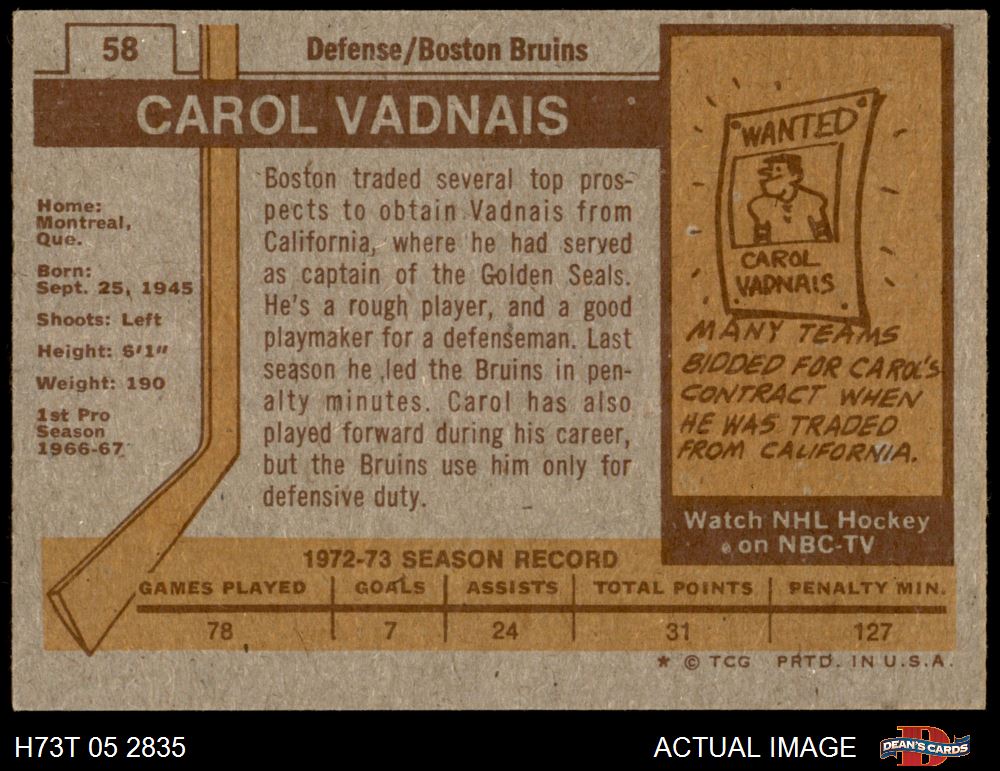 58
Defense/Boston Bruins
CAROL VADNAIS
Home:
Montreal,
Que.
Born:
Sept. 25, 1945
Shoots: Left
Height: 6'1"
Weight: 190
1st Pro
Season
1966-67
Boston traded several top pros-
pects to obtain Vadnais from
California, where he had served
as captain of the Golden Seals.
He's a rough player, and a good
playmaker for a defenseman. Last
season he led the Bruins in pen-
alty minutes. Carol has also
played forward during his career,
but the Bruins use him only for
defensive duty.
WANTED
CAROL
VADNAIS
MANY TEAMS
BIDDED FOR CAROL'S
CONTRACT WHEN
HE WAS TRADED
FROM CALIFORNIA.
Watch NHL Hockey
on NBC-TV
1972-73 SEASON RECORD
GAMES PLAYED GOALS ASSISTS TOTAL POINTS PENALTY MIN.
78 7 24 31 127
* © TCG PRTD. IN U.S.A.
H73T 05 2835
ACTUAL IMAGE
DEAN'S CARDS